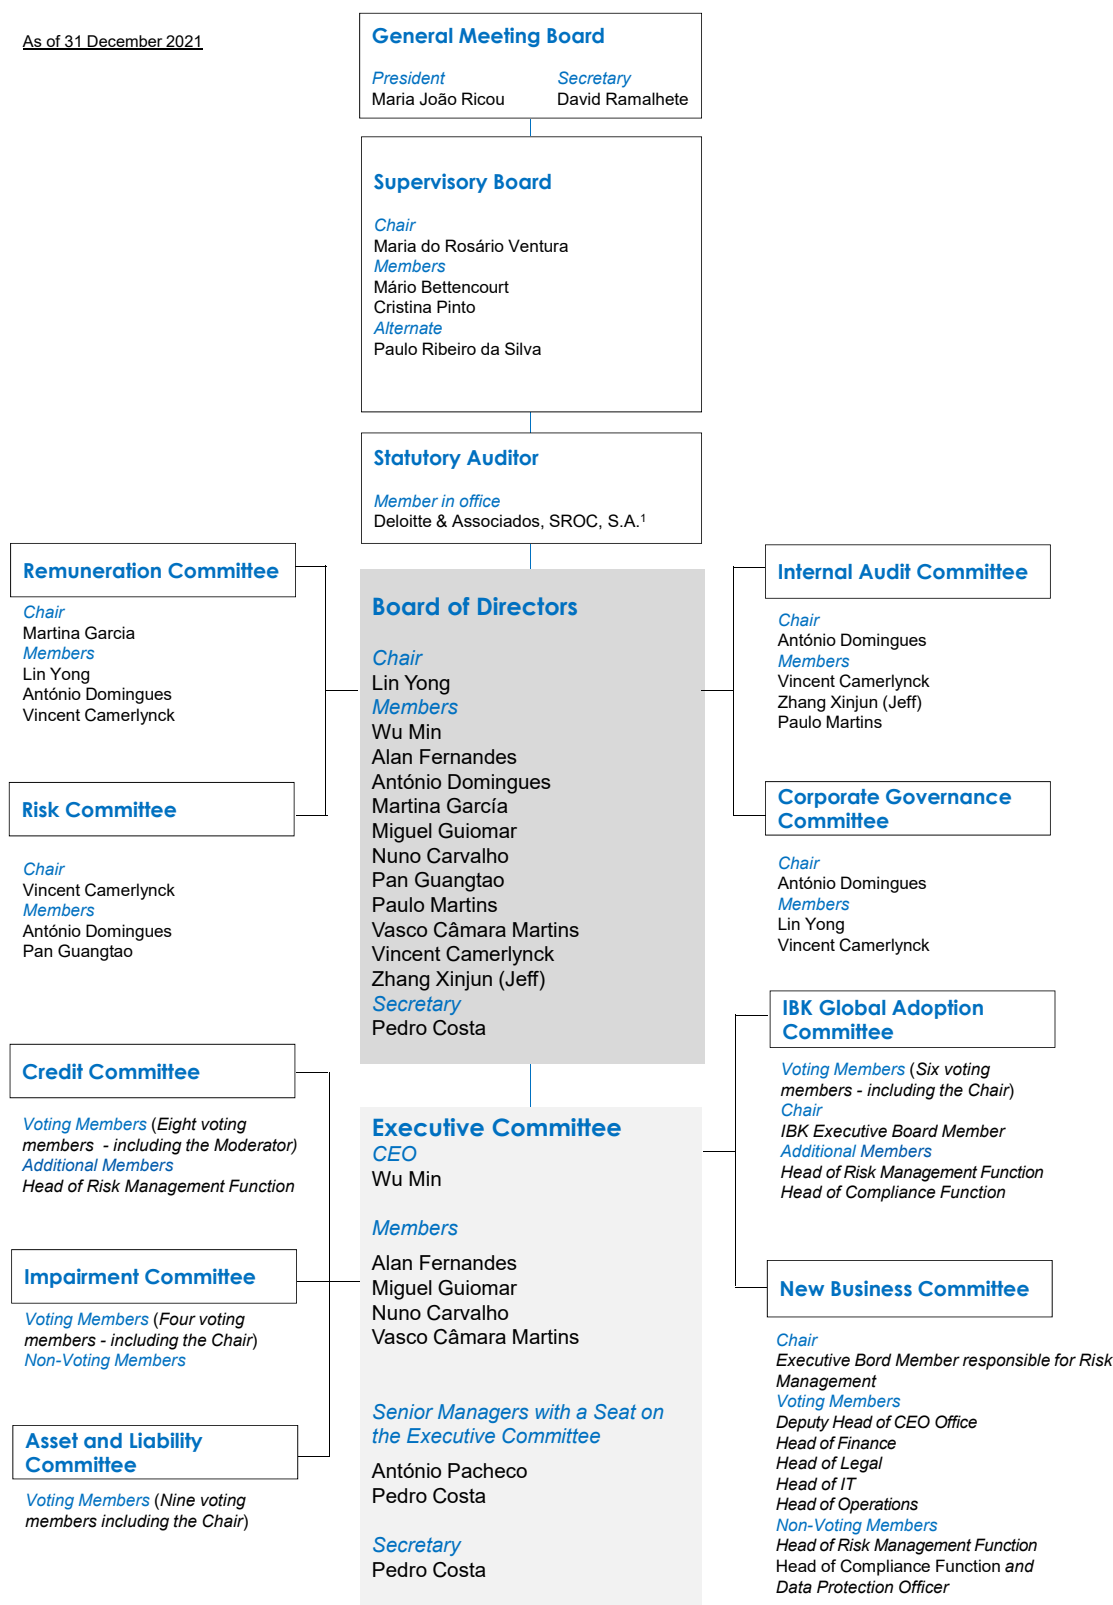 As of 31 December 2021
General Meeting Board
President
Maria João Ricou
Secretary
David Ramalhete
Supervisory Board
Chair
Maria do Rosário Ventura
Members
Mário Bettencourt
Cristina Pinto
Alternate
Paulo Ribeiro da Silva
Statutory Auditor
Member in office
Deloitte & Associados, SROC, S.A.¹
Remuneration Committee
Chair
Martina Garcia
Members
Lin Yong
António Domingues
Vincent Camerlynck
Risk Committee
Chair
Vincent Camerlynck
Members
António Domingues
Pan Guangtao
Board of Directors
Chair
Lin Yong
Members
Wu Min
Alan Fernandes
António Domingues
Martina García
Miguel Guiomar
Nuno Carvalho
Pan Guangtao
Paulo Martins
Vasco Câmara Martins
Vincent Camerlynck
Zhang Xinjun (Jeff)
Secretary
Pedro Costa
Internal Audit Committee
Chair
António Domingues
Members
Vincent Camerlynck
Zhang Xinjun (Jeff)
Paulo Martins
Corporate Governance
Committee
Chair
António Domingues
Members
Lin Yong
Vincent Camerlynck
Credit Committee
Voting Members (Eight voting
members - including the Moderator)
Additional Members
Head of Risk Management Function
Impairment Committee
Voting Members (Four voting
members - including the Chair)
Non-Voting Members
Asset and Liability
Committee
Voting Members (Nine voting
members including the Chair)
Executive Committee
CEO
Wu Min
Members
Alan Fernandes
Miguel Guiomar
Nuno Carvalho
Vasco Câmara Martins
Senior Managers with a Seat on
the Executive Committee
António Pacheco
Pedro Costa
Secretary
Pedro Costa
IBK Global Adoption
Committee
Voting Members (Six voting
members - including the Chair)
Chair
IBK Executive Board Member
Additional Members
Head of Risk Management Function
Head of Compliance Function
New Business Committee
Chair
Executive Bord Member responsible for Risk
Management
Voting Members
Deputy Head of CEO Office
Head of Finance
Head of Legal
Head of IT
Head of Operations
Non-Voting Members
Head of Risk Management Function
Head of Compliance Function and
Data Protection Officer